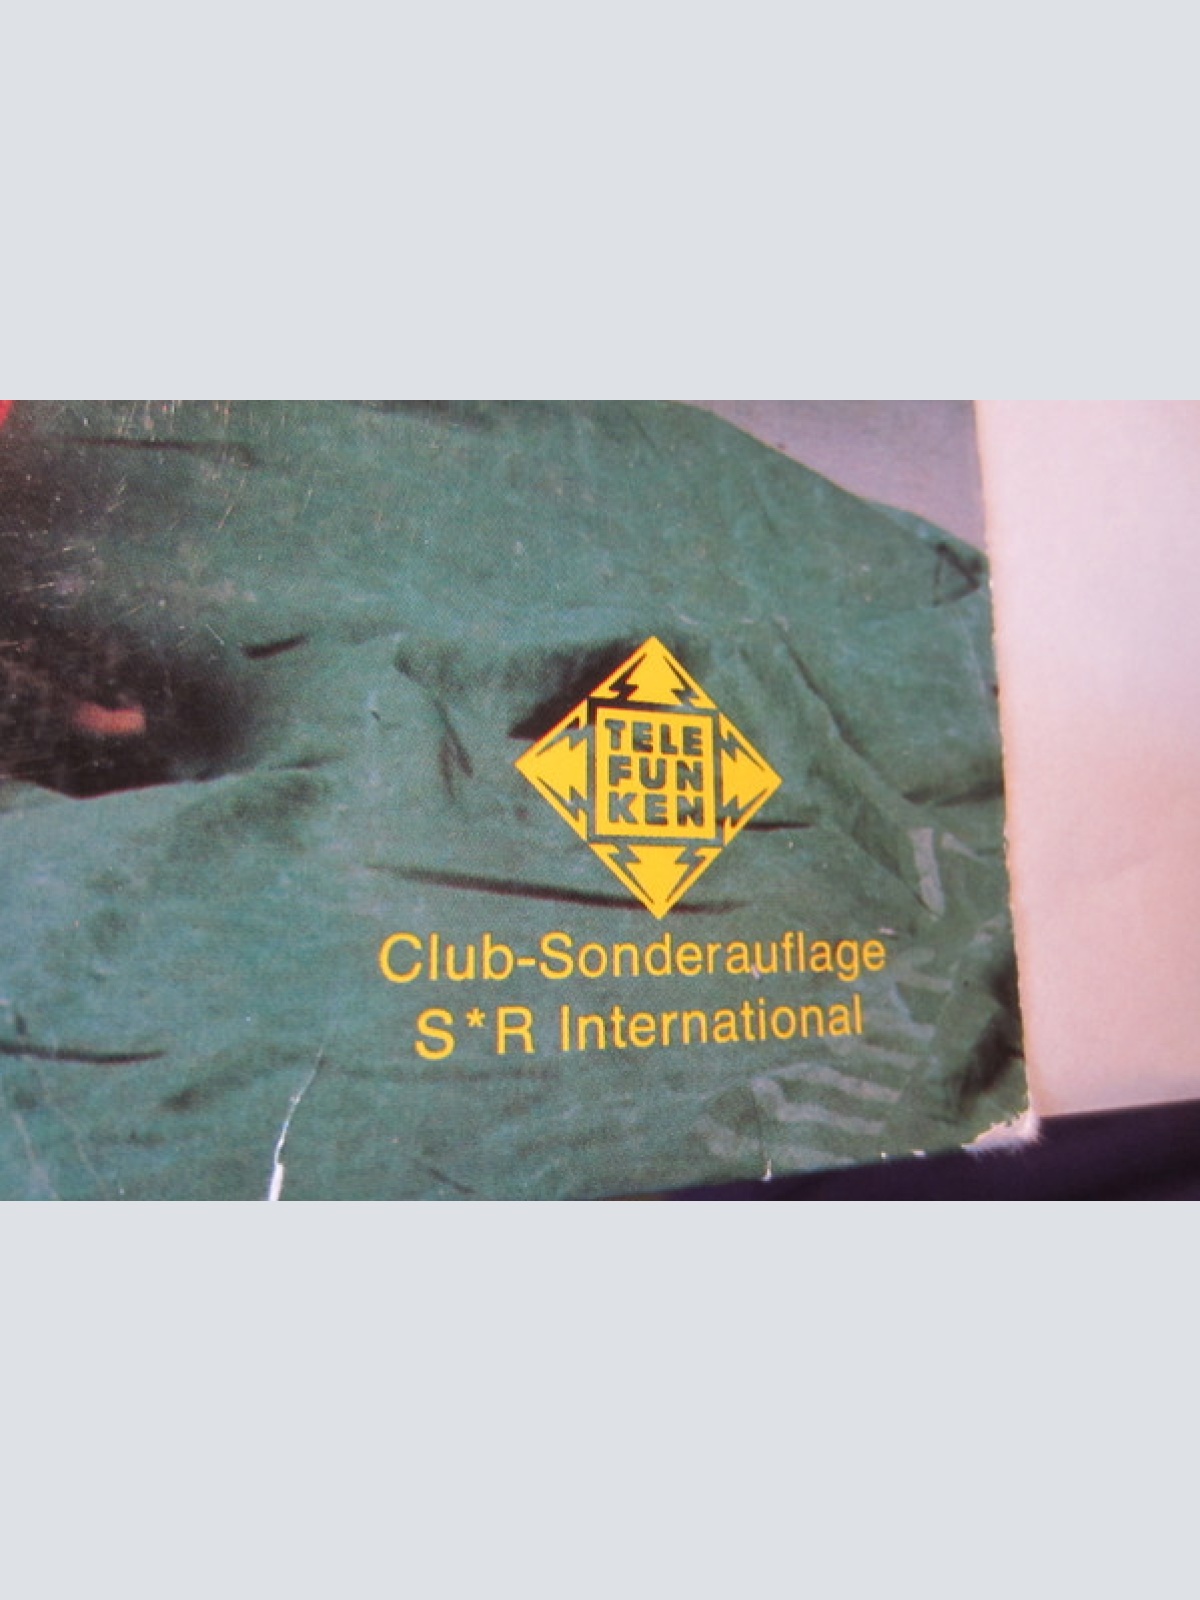 TELE
FUN
KEN
Club-Sonderauflage
S*R International